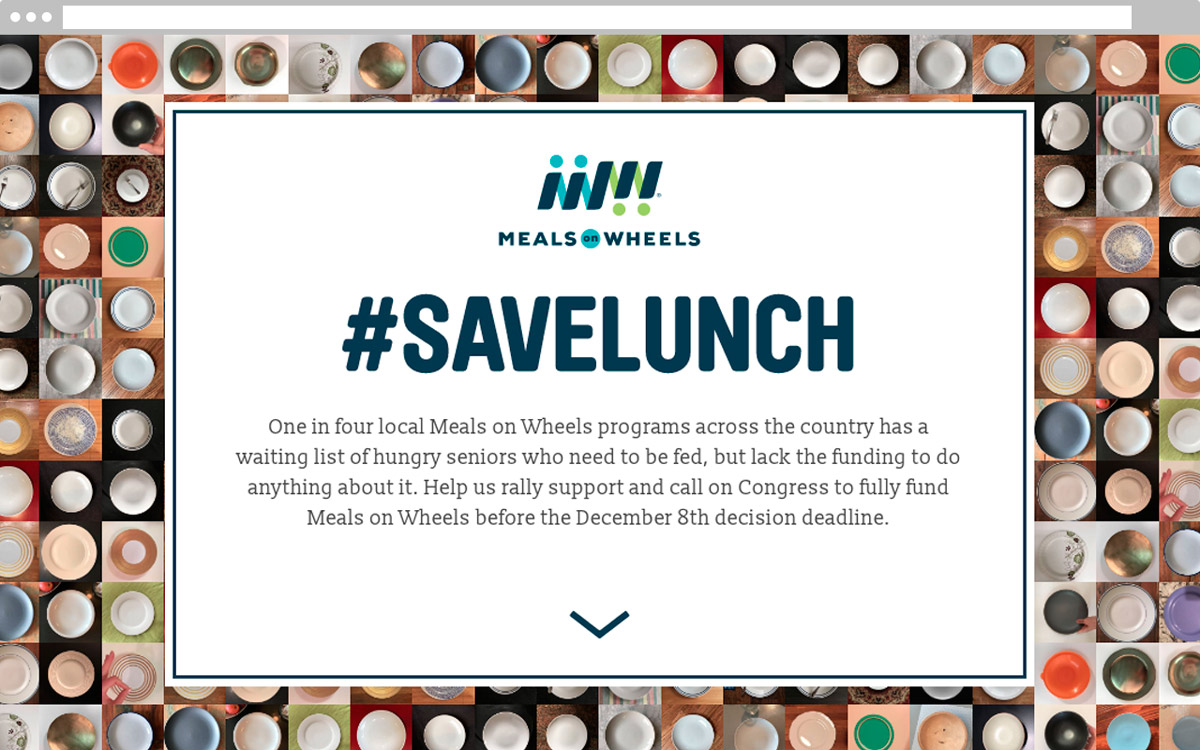 MEALS on WHEELS
#SAVELUNCH
One in four local Meals on Wheels programs across the country has a
waiting list of hungry seniors who need to be fed, but lack the funding to do
anything about it. Help us rally support and call on Congress to fully fund
Meals on Wheels before the December 8th decision deadline.